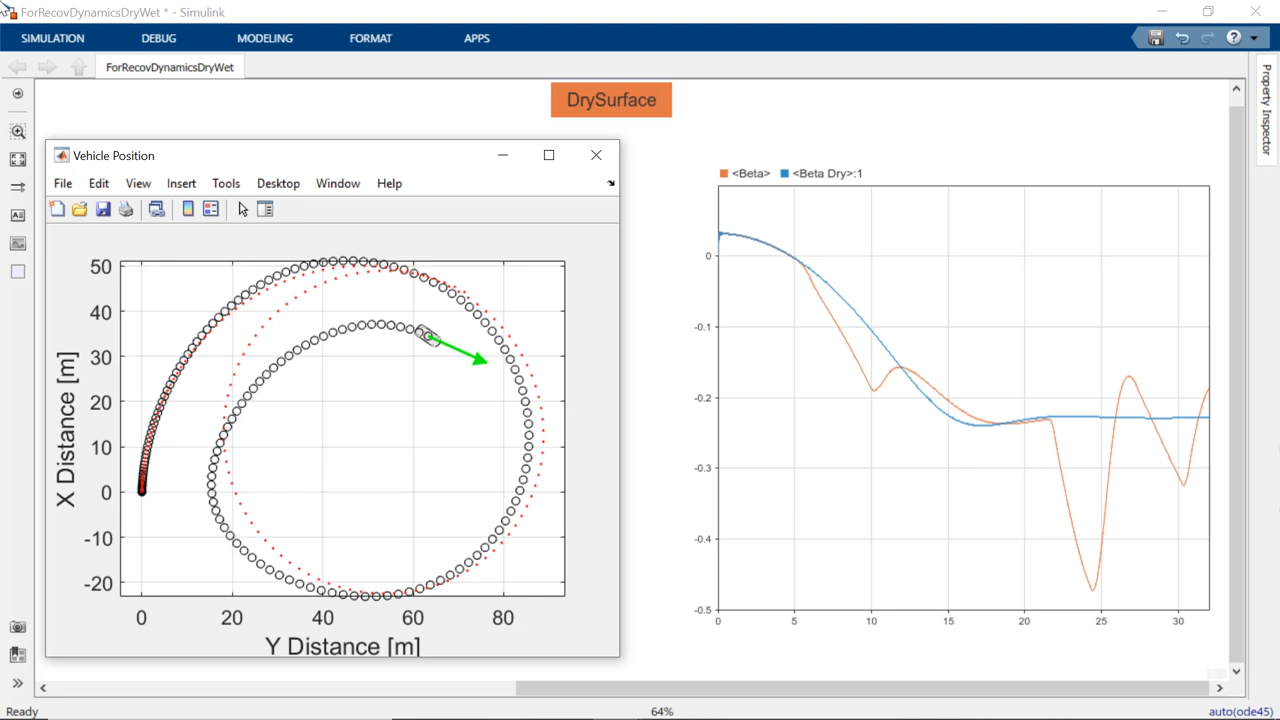 ForRecovDynamicsDryWet * - Simulink
SIMULATION DEBUG MODELING FORMAT APPS
?
ForRecovDynamicsDryWet
Property Inspector
DrySurface
Vehicle Position
File Edit View Insert Tools Desktop Window Help
50
40
30
20
10
0
-10
-20
X Distance [m]
0 20 40 60 80
Y Distance [m]
<Beta> <Beta Dry>:1
0
-0.1
-0.2
-0.3
-0.4
-0.5
0 5 10 15 20 25 30
Ready 64% auto(ode45)